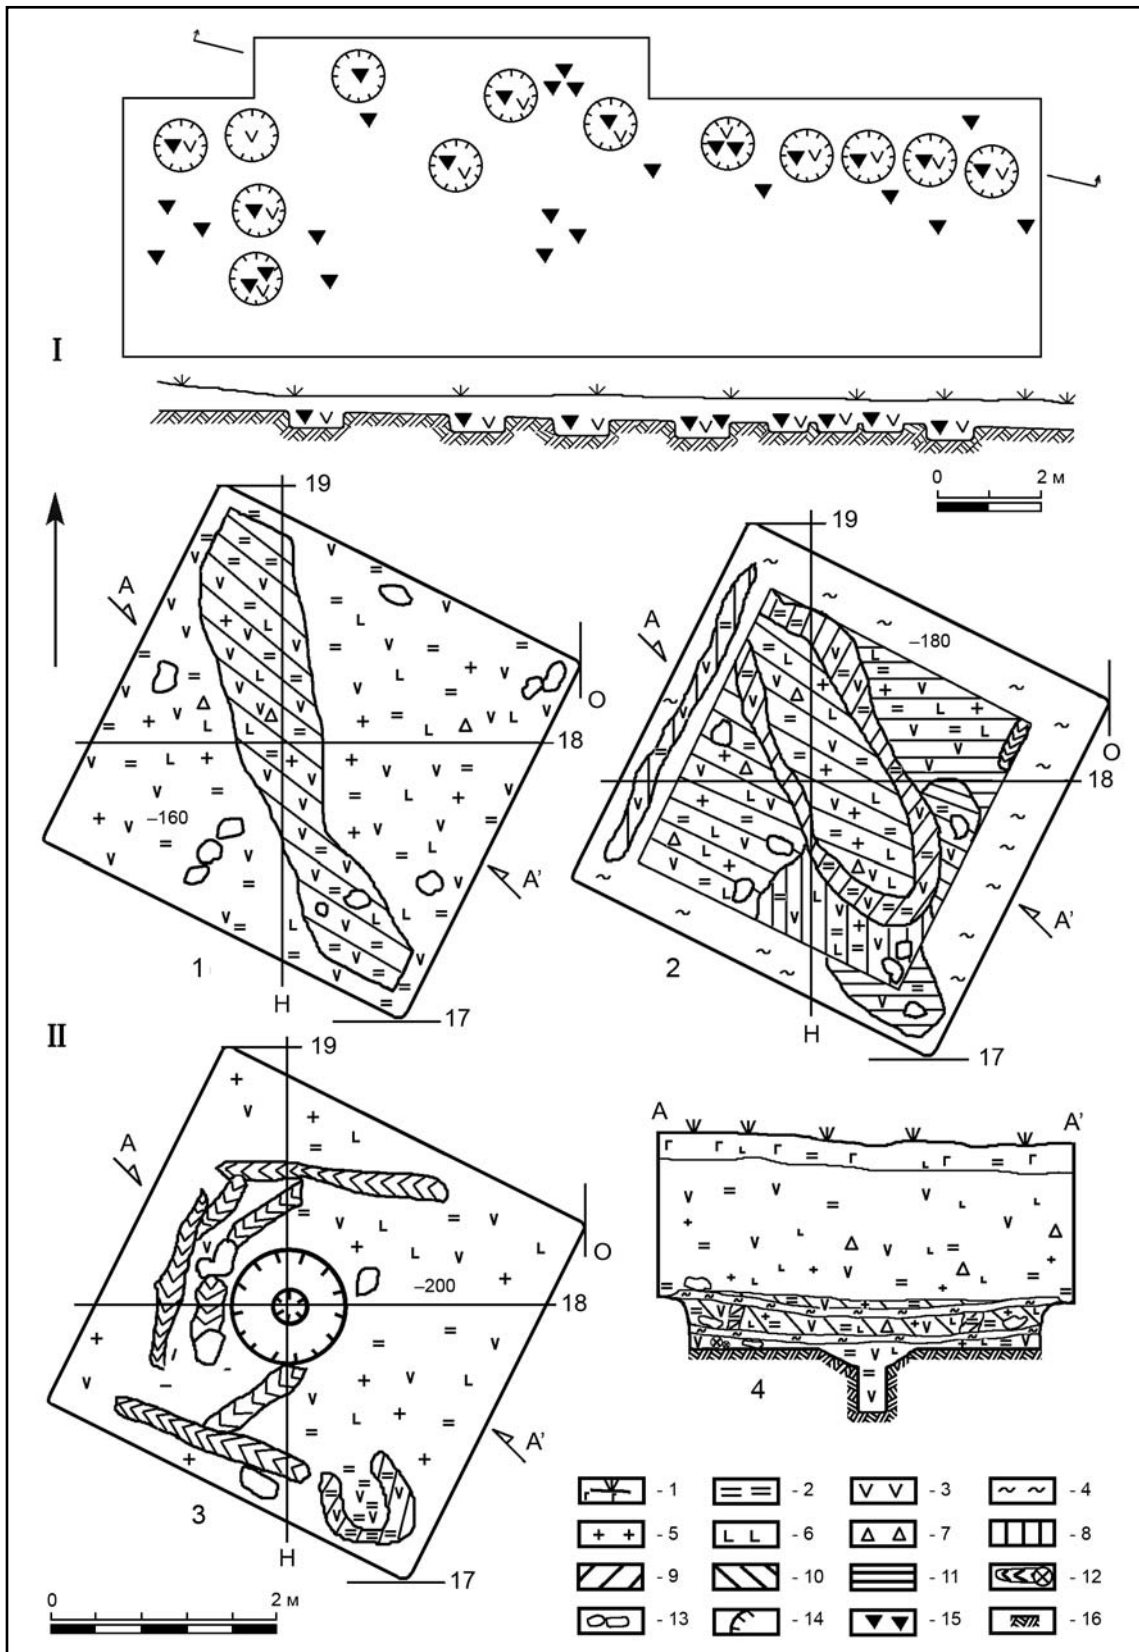 I
0 2 м
19
A
O
18
–160
A'
1
H
17
19
A
–180
O
18
A'
2
H
17
II
19
A
O
–200
18
A'
3
H
17
A A'
4
0 2 м
- 1 - 2 - 3 - 4
- 5 - 6 - 7 - 8
- 9 - 10 - 11 - 12
- 13 - 14 - 15 - 16